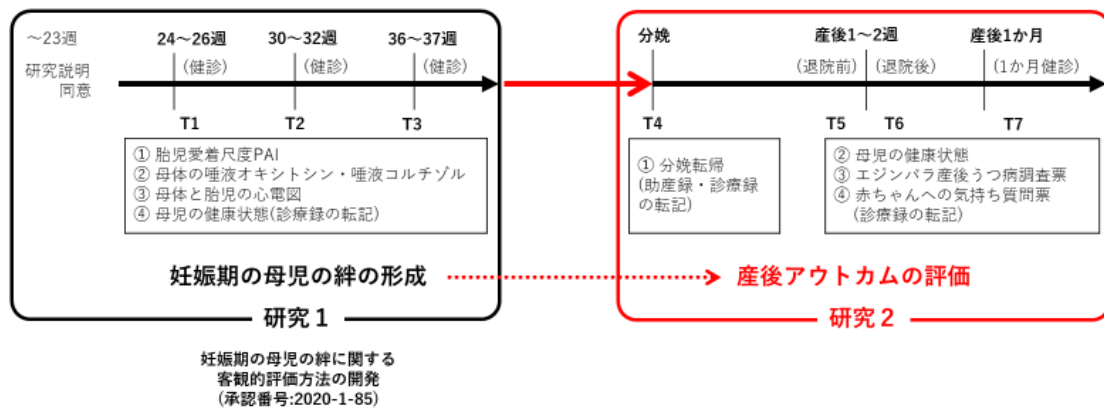 ～23週
研究説明
同意
24～26週
(健診)
30～32週
(健診)
36～37週
(健診)
T1
T2
T3
① 胎児愛着尺度PAI
② 母体の唾液オキシトシン・唾液コルチゾル
③ 母体と胎児の心電図
④ 母児の健康状態(診療録の転記)
妊娠期の母児の絆の形成
研究１
妊娠期の母児の絆に関する
客観的評価方法の開発
(承認番号:2020-1-85)
分娩
産後1～2週
産後1か月
(退院前)
(退院後)
(1か月健診)
T4
T5
T6
T7
① 分娩転帰
(助産録・診療録
の転記)
② 母児の健康状態
③ エジンバラ産後うつ病調査票
④ 赤ちゃんへの気持ち質問票
(診療録の転記)
産後アウトカムの評価
研究２